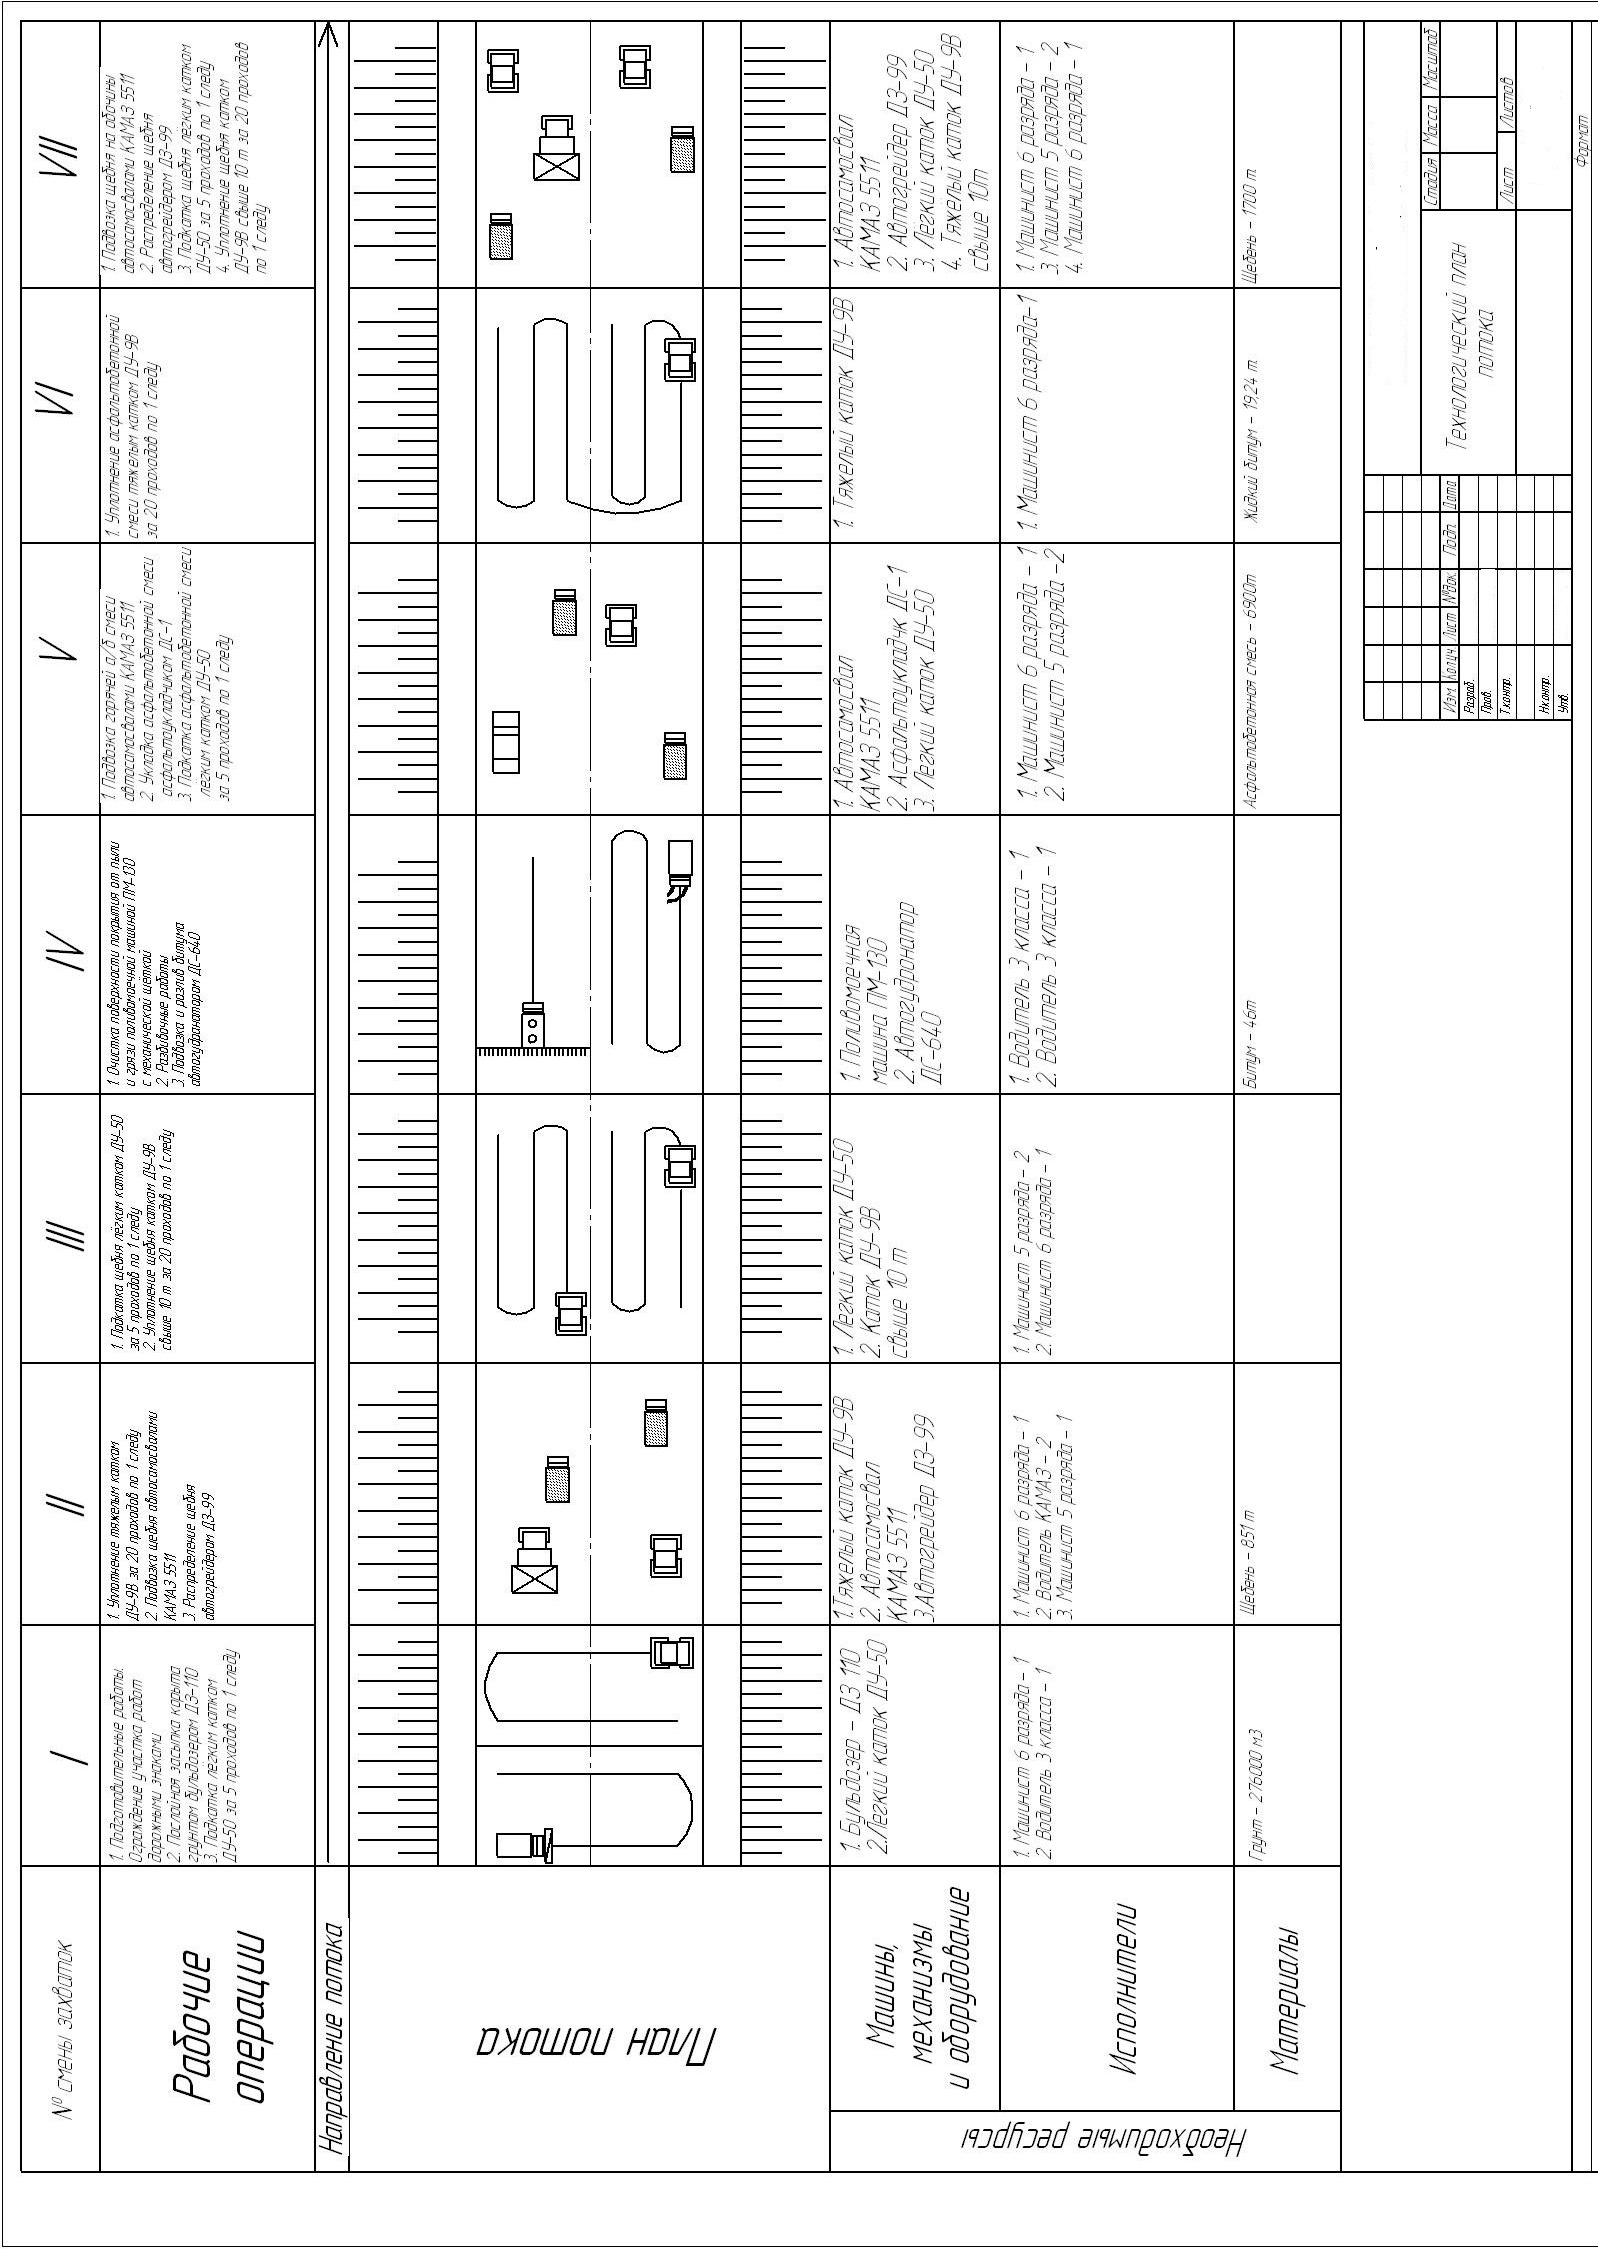 № смены захваток
I
II
III
IV
V
VI
VII
Рабочие
операции
1. Подготовительные работы.
Ограждение участка работ
дорожными знаками
2. Послойная засыпка корыта
грунтом бульдозером ДЗ-110
3. Подкатка лёгким катком
ДУ-50 за 5 проходов по 1 следу
1. Уплотнение тяжелым катком
ДУ-9В за 20 проходов по 1 следу
2. Подвозка щебня автосамосвалами
КАМАЗ 5511
3. Распределение щебня
автогрейдером ДЗ-99
1. Подкатка щебня лёгким катком ДУ-50
за 5 проходов по 1 следу
2. Уплотнение щебня катком ДУ-9В
свыше 10 т за 20 проходов по 1 следу
1. Очистка поверхности покрытия от пыли
и грязи поливомоечной машиной ПМ-130
с механической щеткой
2. Разбивочные работы
3. Подвозка и разлив битума
автогудранатором ДС-640
1. Подвозка горячей а/б смеси
автосамосвалами КАМАЗ 5511
2. Укладка асфальтобетонной смеси
асфальтоукладчиком ДС-1
3. Подкатка асфальтобетонной смеси
легким катком ДУ-50
за 5 проходов по 1 следу
1. Уплотнение асфальтобетонной
смеси тяжелым катком ДУ-9В
за 20 проходов по 1 следу
1. Подвозка щебня на обочины
автосамосвалами КАМАЗ 5511
2. Распределение щебня
автогрейдером ДЗ-99
3. Подкатка щебня легким катком
ДУ-50 за 5 проходов по 1 следу
4. Уплотнение щебня катком
ДУ-9В свыше 10 т за 20 проходов
по 1 следу
Направление потока
План потока
Необходимые ресурсы
Машины,
механизмы
и оборудование
1. Бульдозер - ДЗ 110
2.Легкий каток ДУ-50
1.Тяжелый каток ДУ-9В
2. Автосамосвал
КАМАЗ 5511
3.Автогрейдер ДЗ-99
1. Легкий каток ДУ-50
2. Каток ДУ-9В
свыше 10 т
1. Поливомоечная
машина ПМ-130
2. Автогудронатор
ДС-640
1. Автосамосвал
КАМАЗ 5511
2. Асфальтоукладчк ДС-1
3. Легкий каток ДУ-50
1. Тяжелый каток ДУ-9В
1. Автосамосвал
КАМАЗ 5511
2. Автогрейдер ДЗ-99
3. Лёгкий каток ДУ-50
4. Тяжелый каток ДУ-9В
свыше 10т
Исполнители
1. Машинист 6 разряда - 1
2. Водитель 3 класса - 1
1. Машинист 6 разряда - 1
2. Водитель КАМАЗ - 2
3. Машинист 5 разряда - 1
1. Машинист 5 разряда - 2
2. Машинист 6 разряда - 1
1. Водитель 3 класса - 1
2. Водитель 3 класса - 1
1. Машинист 6 разряда - 1
2. Машинист 5 разряда -2
1. Машинист 6 разряда-1
1. Машинист 6 разряда - 1
3. Машинист 5 разряда - 2
4. Машинист 6 разряда - 1
Материалы
Грунт - 276000 м3
Щебень - 851 т
Битум - 46т
Асфальтобетонная смесь - 6900т
Жидкий битум - 19,24 т.
Щебень - 1700 т.
Изм. Колич. Лист №док. Подп. Дата
Разраб.
Пров.
Т.контр.
Н.контр.
Утв.
Технологический план
потока
Стадия Масса Масштаб
Лист Листов
Формат